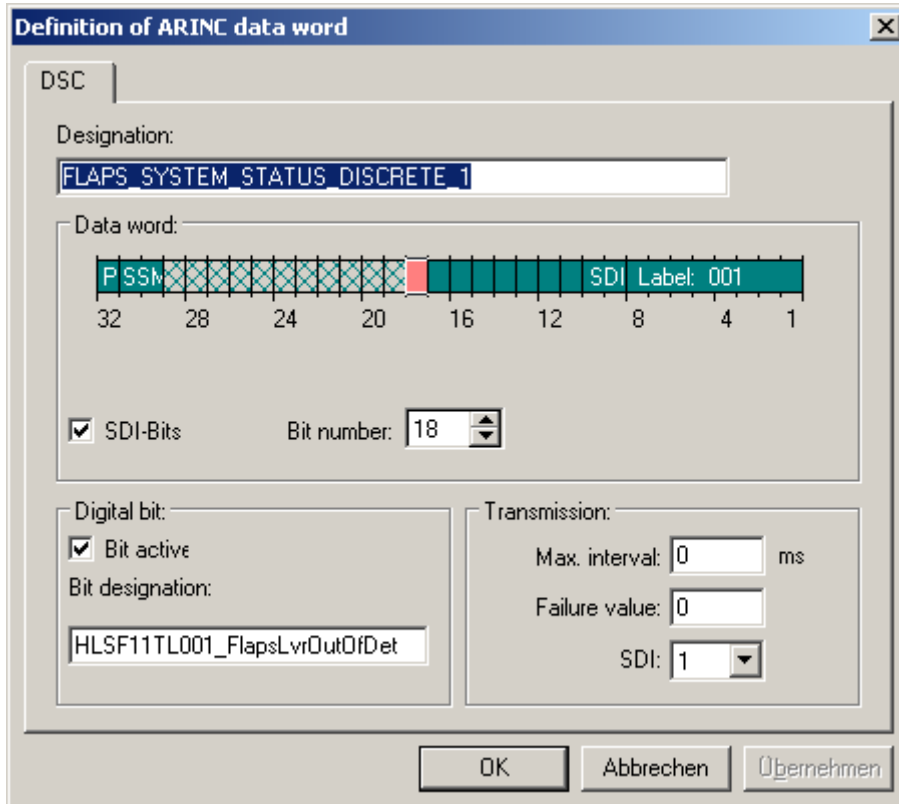 Definition of ARINC data word
DSC
Designation:
FLAPS_SYSTEM_STATUS_DISCRETE_1
Data word:
P SSM SDI Label: 001
32 28 24 20 16 12 8 4 1
SDI-Bits Bit number: 18
Digital bit:
Bit active
Bit designation:
HLSF11TL001_FlapsLvrOutOfDet
Transmission:
Max. interval: 0 ms
Failure value: 0
SDI: 1
OK Abbrechen Übernehmen